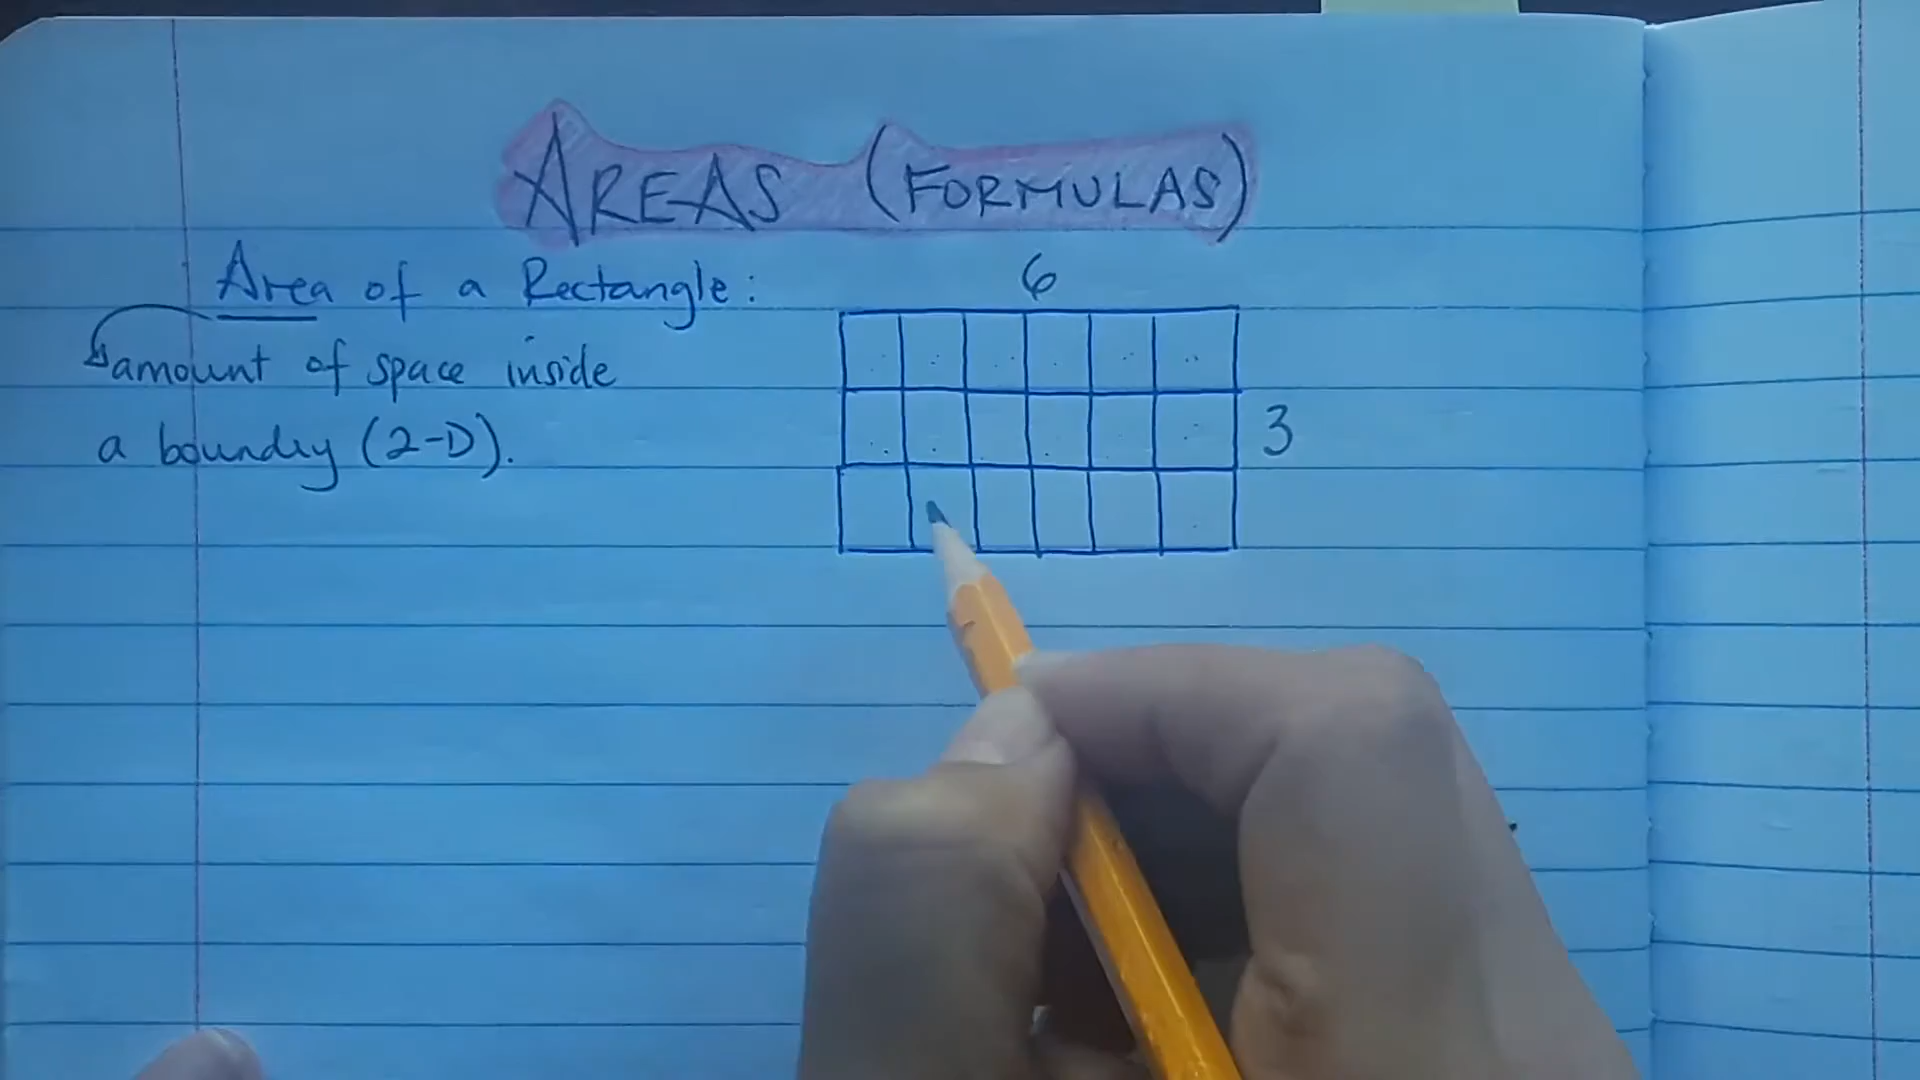 AREAS (FORMULAS)
Area of a Rectangle:
amount of space inside
a boundry (2-D).
6
3